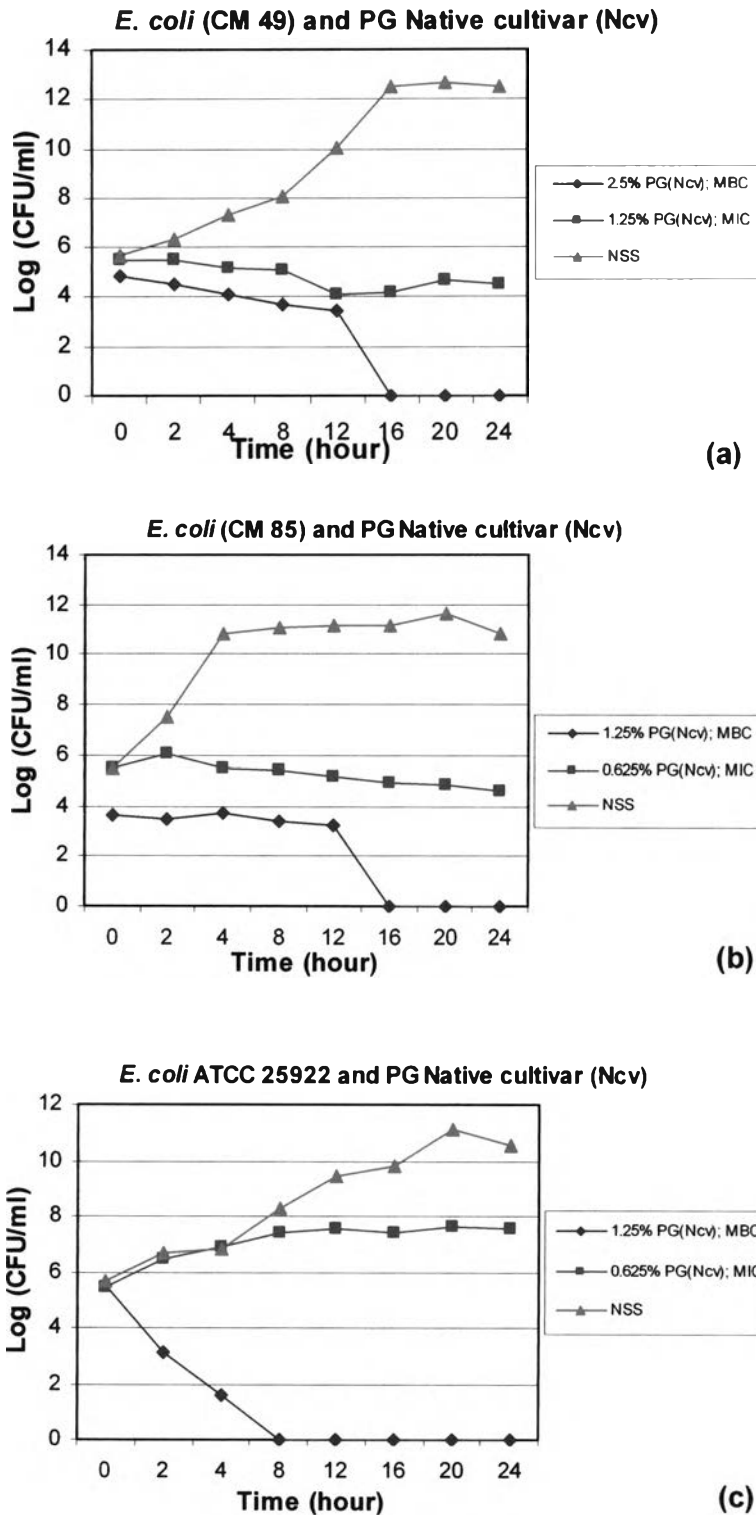 E. coli (CM 49) and PG Native cultivar (Ncv)
14
12
10
8
6
4
2
0
Log (CFU/ml)
0 2 4 8 12 16 20 24
Time (hour)
2.5% PG(Ncv); MBC
1.25% PG(Ncv); MIC
NSS
(a)
E. coli (CM 85) and PG Native cultivar (Ncv)
14
12
10
8
6
4
2
0
Log (CFU/ml)
0 2 4 8 12 16 20 24
Time (hour)
1.25% PG(Ncv); MBC
0.625% PG(Ncv); MIC
NSS
(b)
E. coli ATCC 25922 and PG Native cultivar (Ncv)
12
10
8
6
4
2
0
Log (CFU/ml)
0 2 4 8 12 16 20 24
Time (hour)
1.25% PG(Ncv); MBC
0.625% PG(Ncv); MIC
NSS
(c)